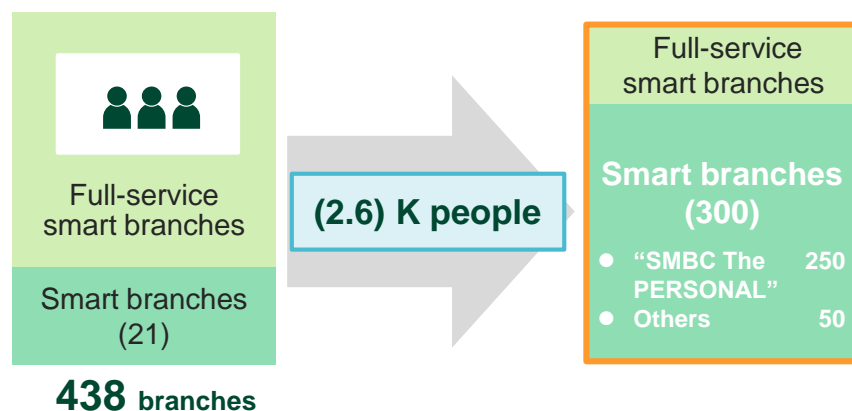 Full-service
smart branches
Smart branches
(21)
438 branches
(2.6) K people
Full-service
smart branches
Smart branches
(300)
● “SMBC The 250
PERSONAL”
● Others 50